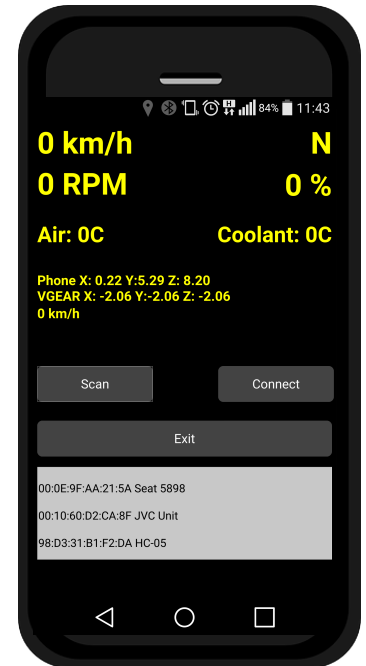 84% 11:43
0 km/h N
0 RPM 0 %
Air: 0C Coolant: 0C
Phone X: 0.22 Y:5.29 Z: 8.20
VGEAR X: -2.06 Y:-2.06 Z: -2.06
0 km/h
Scan Connect
Exit
00:0E:9F:AA:21:5A Seat 5898
00:10:60:D2:CA:8F JVC Unit
98:D3:31:B1:F2:DA HC-05